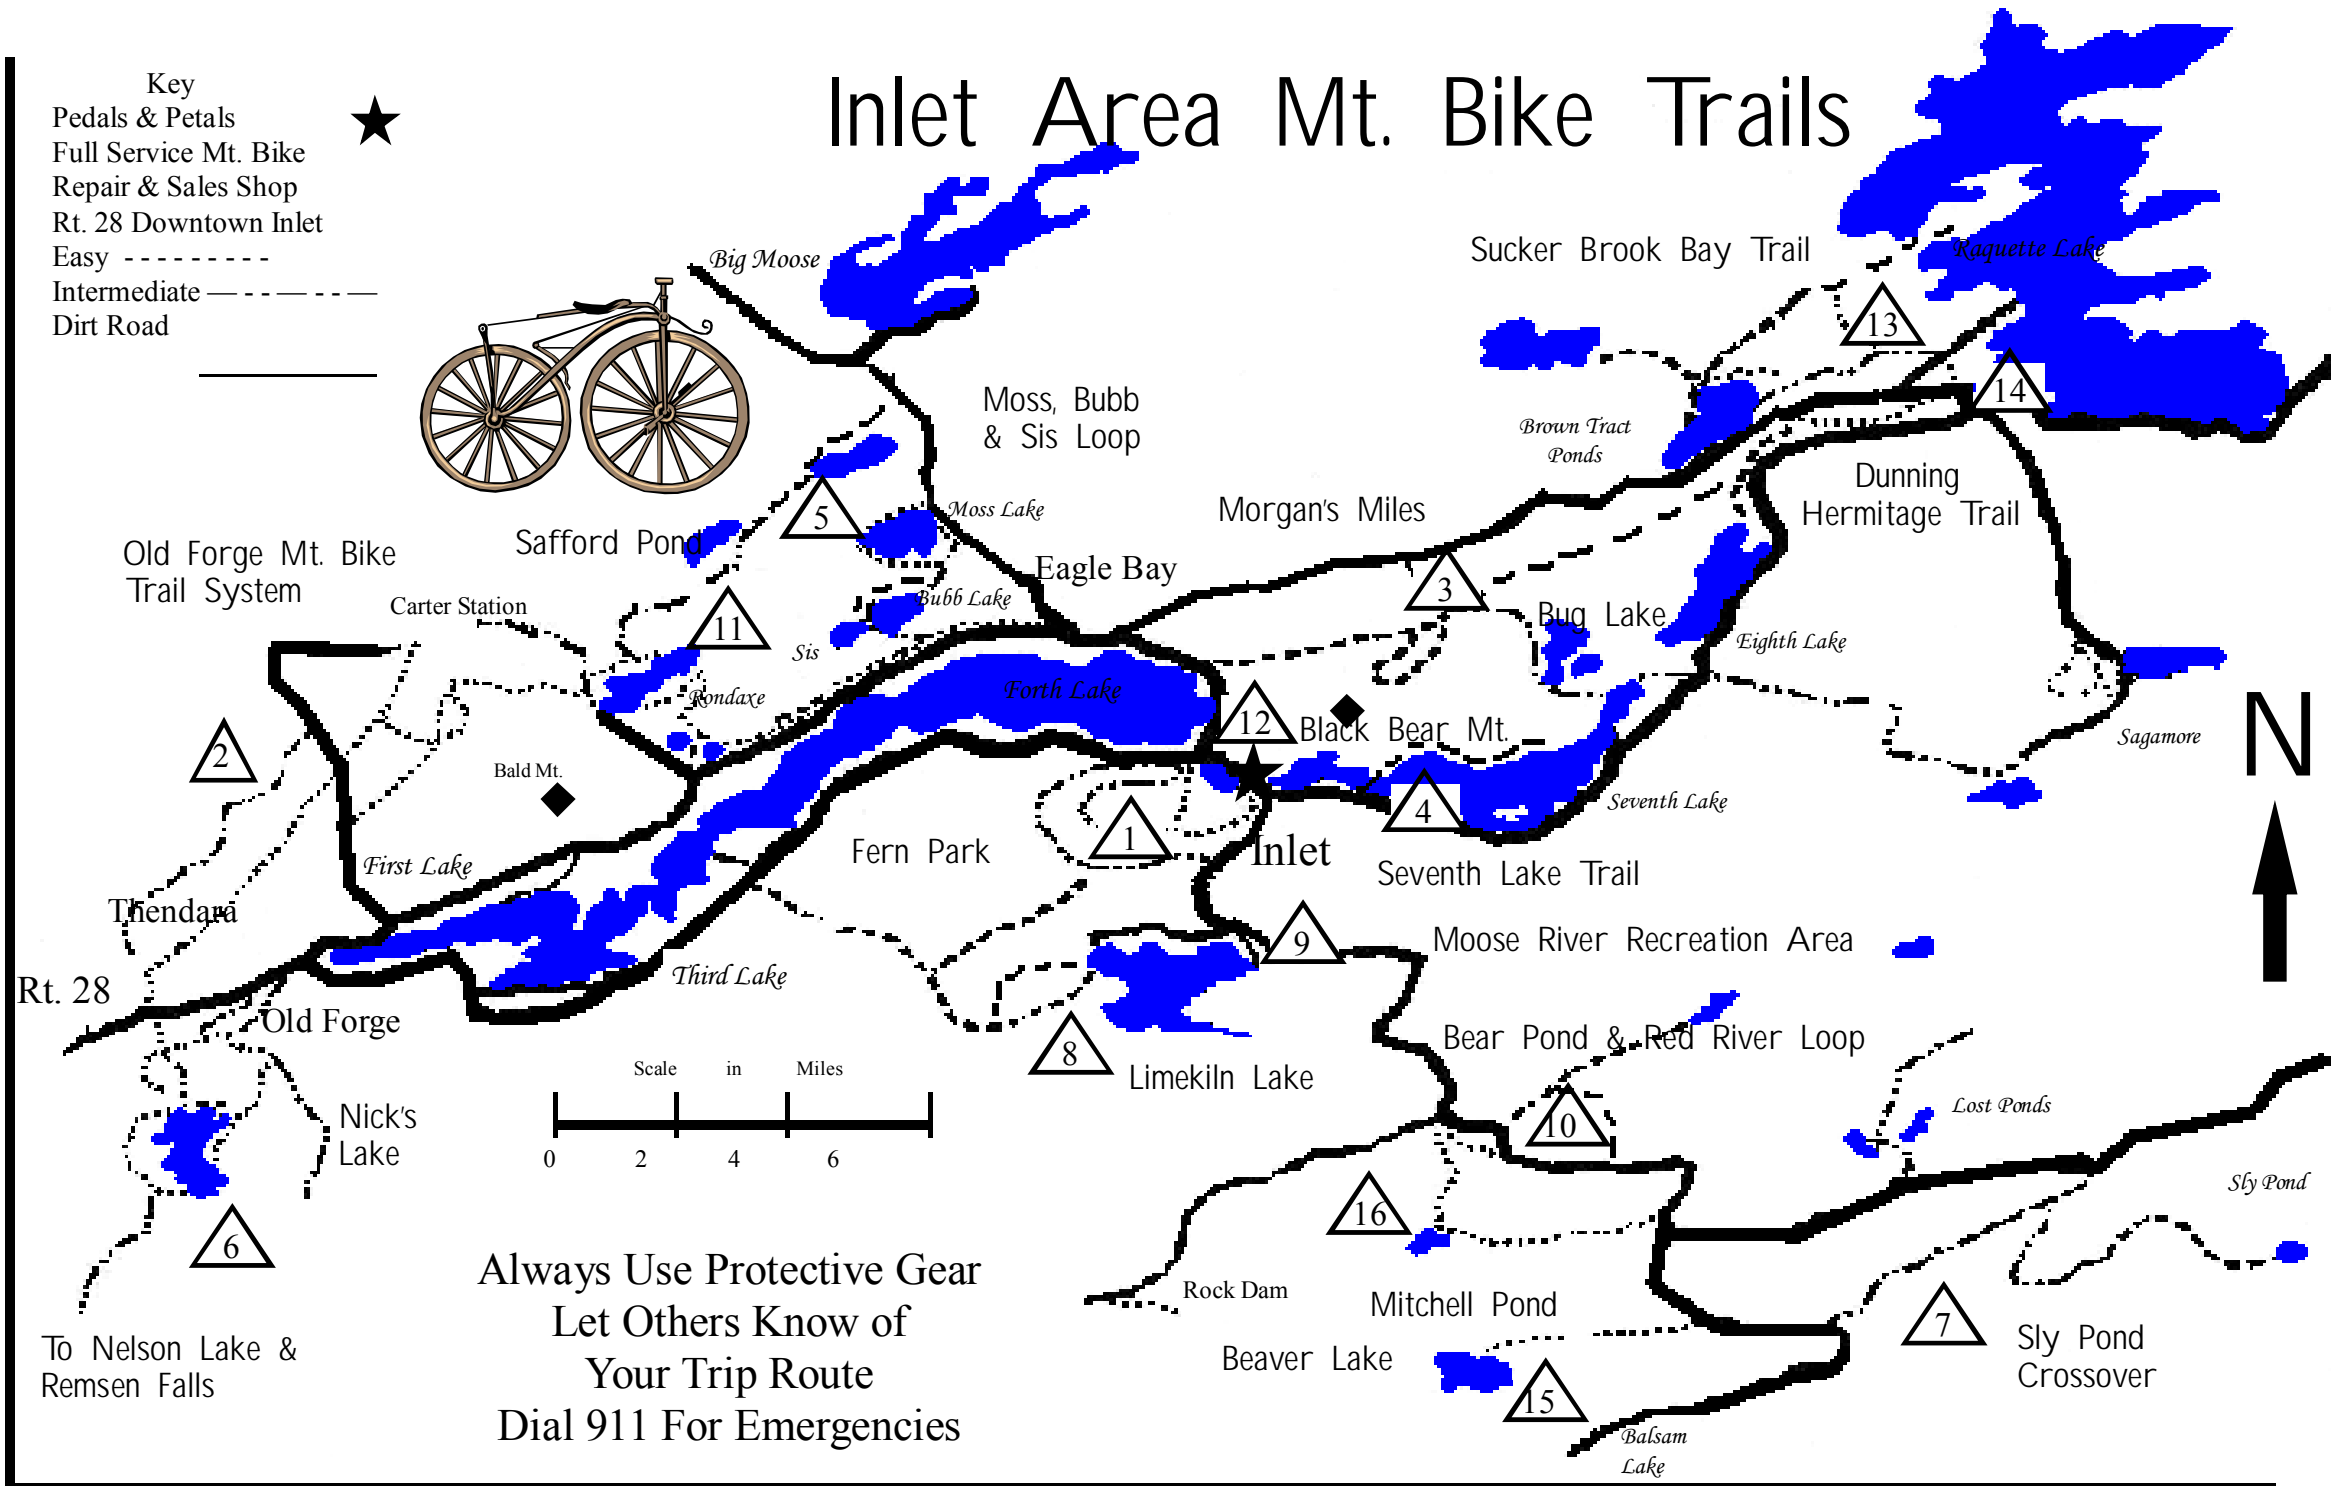 Inlet Area Mt. Bike Trails
Key
Pedals & Petals
Full Service Mt. Bike
Repair & Sales Shop
Rt. 28 Downtown Inlet
Easy - - - - - - - - -
Intermediate — - - — - - —
Dirt Road
Big Moose
Sucker Brook Bay Trail
Raquette Lake
13
14
Moss, Bubb
& Sis Loop
Brown Tract
Ponds
Dunning
Hermitage Trail
Morgan's Miles
Moss Lake
5
Safford Pond
Old Forge Mt. Bike
Trail System
Eagle Bay
Carter Station
Bubb Lake
3
Bug Lake
11
Sis
Eighth Lake
Rondaxe
Forth Lake
12
Black Bear Mt.
Sagamore
N
2
Bald Mt.
4
Seventh Lake
1
Fern Park
Inlet
First Lake
Seventh Lake Trail
Thendara
9
Moose River Recreation Area
Third Lake
Rt. 28
Old Forge
8
Limekiln Lake
Bear Pond & Red River Loop
Scale in Miles
0 2 4 6
Nick's
Lake
10
Lost Ponds
Sly Pond
16
6
Always Use Protective Gear
Let Others Know of
Your Trip Route
Dial 911 For Emergencies
Rock Dam
Mitchell Pond
Beaver Lake
15
7
Sly Pond
Crossover
To Nelson Lake &
Remsen Falls
Balsam
Lake